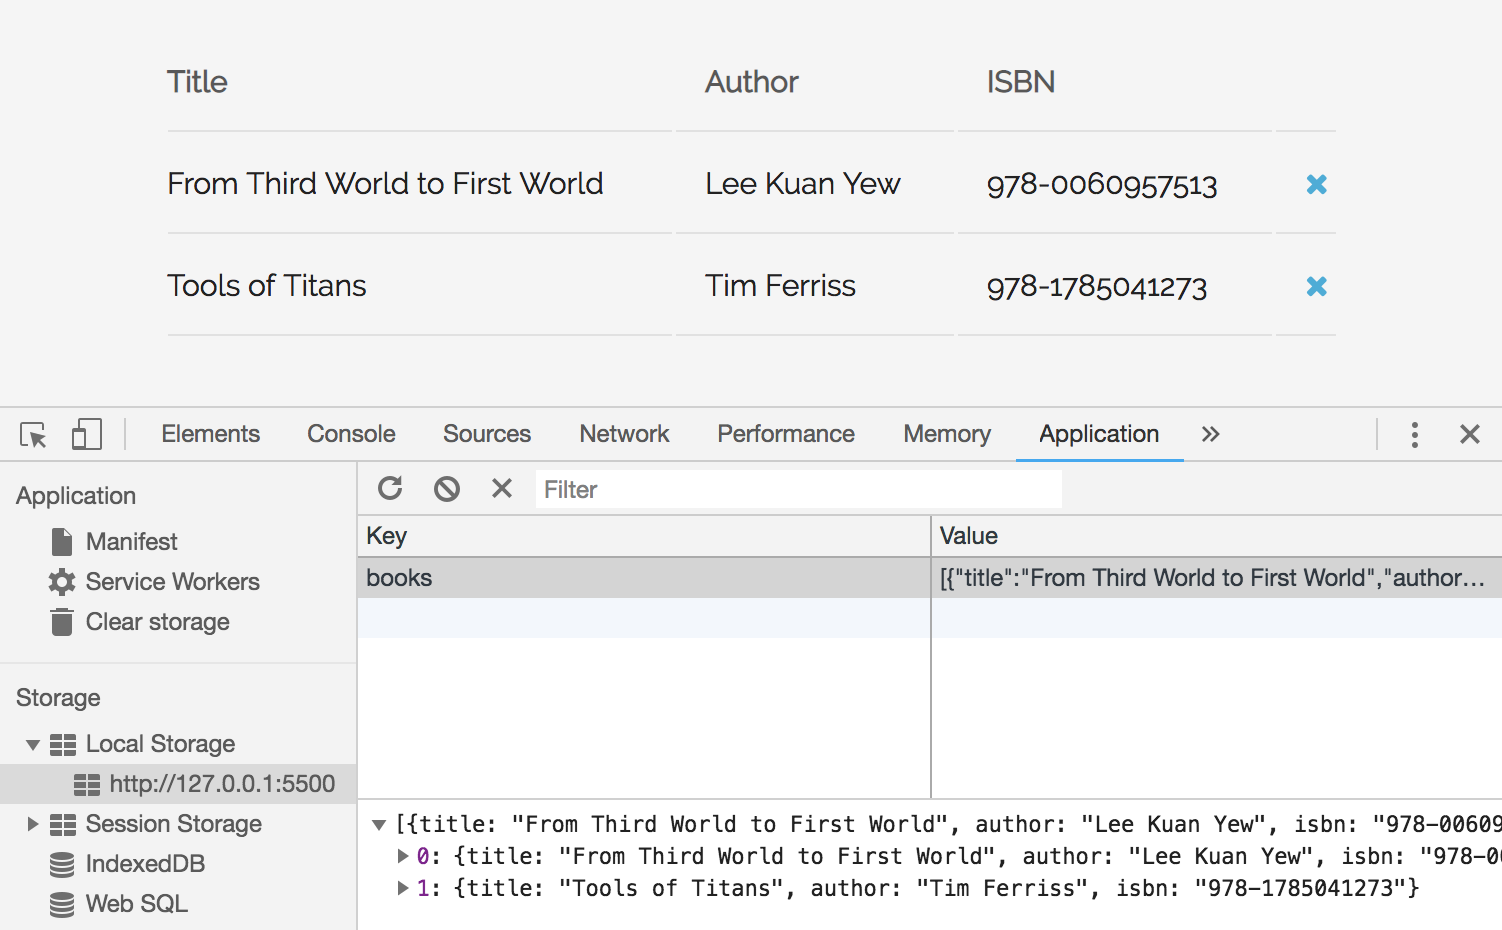 Title Author ISBN
From Third World to First World Lee Kuan Yew 978-0060957513
Tools of Titans Tim Ferriss 978-1785041273
Elements Console Sources Network Performance Memory Application
Application
Manifest
Service Workers
Clear storage
Storage
Local Storage
http://127.0.0.1:5500
Session Storage
IndexedDB
Web SQL
Filter
Key Value
books [{"title":"From Third World to First World","author...
[{title: "From Third World to First World", author: "Lee Kuan Yew", isbn: "978-00609
0: {title: "From Third World to First World", author: "Lee Kuan Yew", isbn: "978-00
1: {title: "Tools of Titans", author: "Tim Ferriss", isbn: "978-1785041273"}